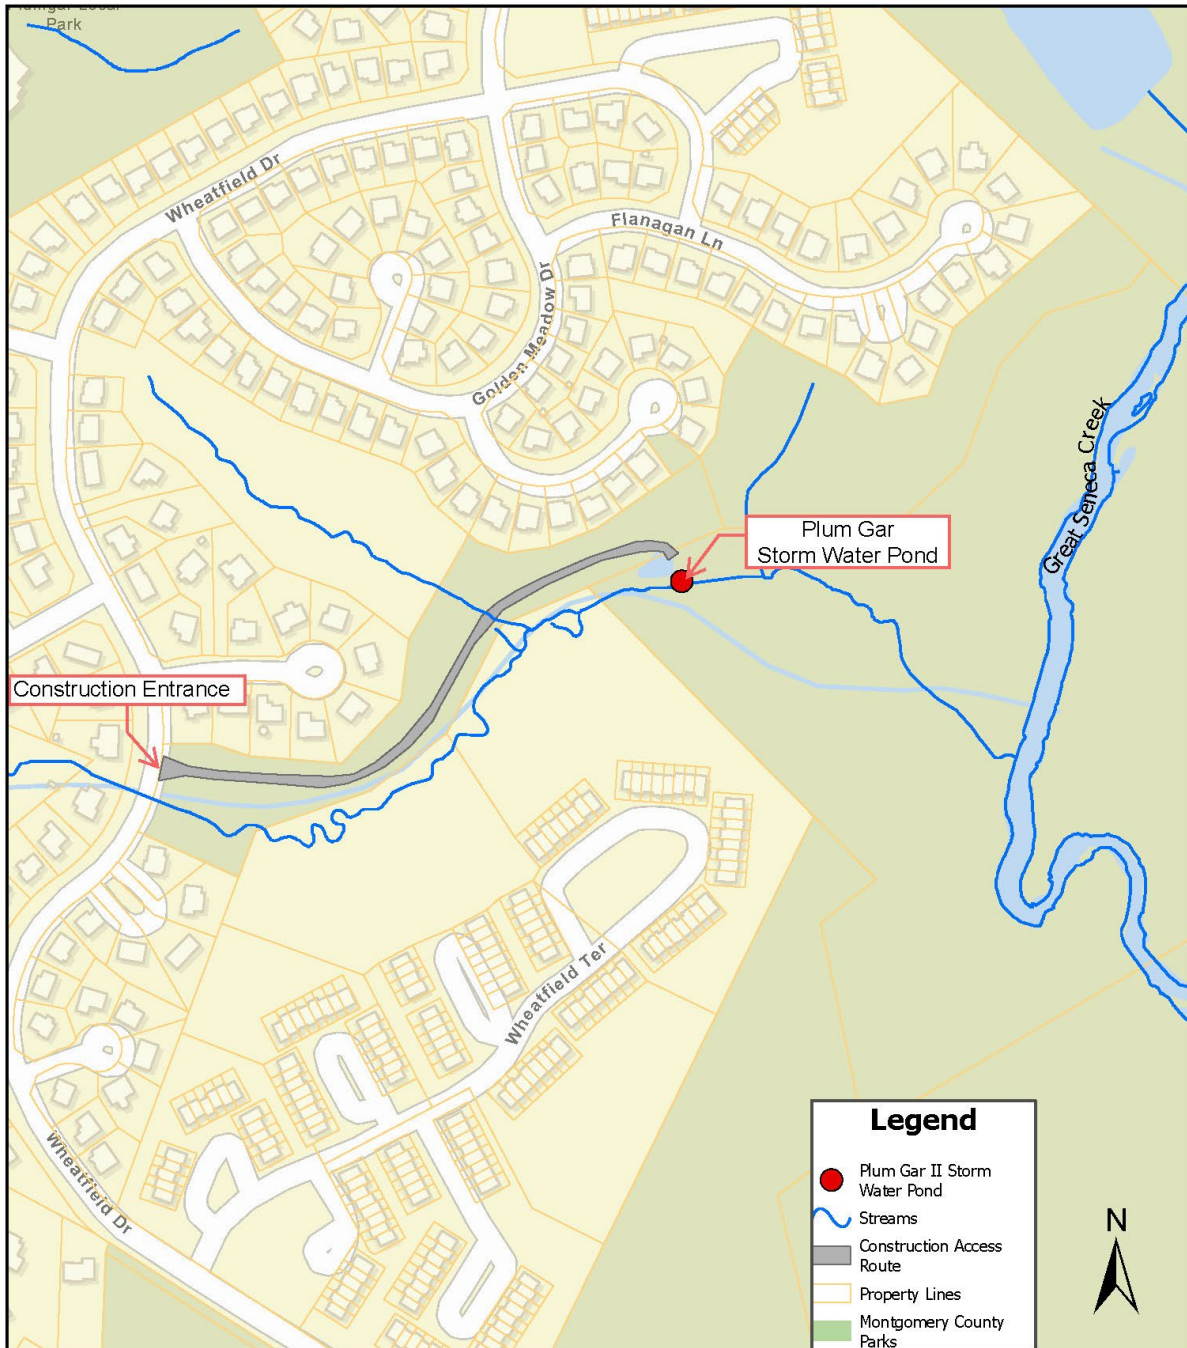 Park
Wheatfield Dr
Flanagan Ln
Golden Meadow Dr
Great Seneca Creek
Plum Gar
Storm Water Pond
Construction Entrance
Wheatfield Ter
Wheatfield Dr
Legend
Plum Gar II Storm
Water Pond
Streams
Construction Access
Route
Property Lines
Montgomery County
Parks
N